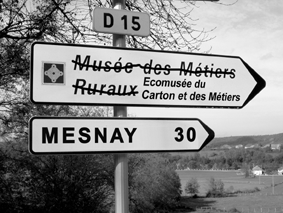 D 15
Musée des Métiers
Ruraux Ecomusée du
Carton et des Métiers
MESNAY 30